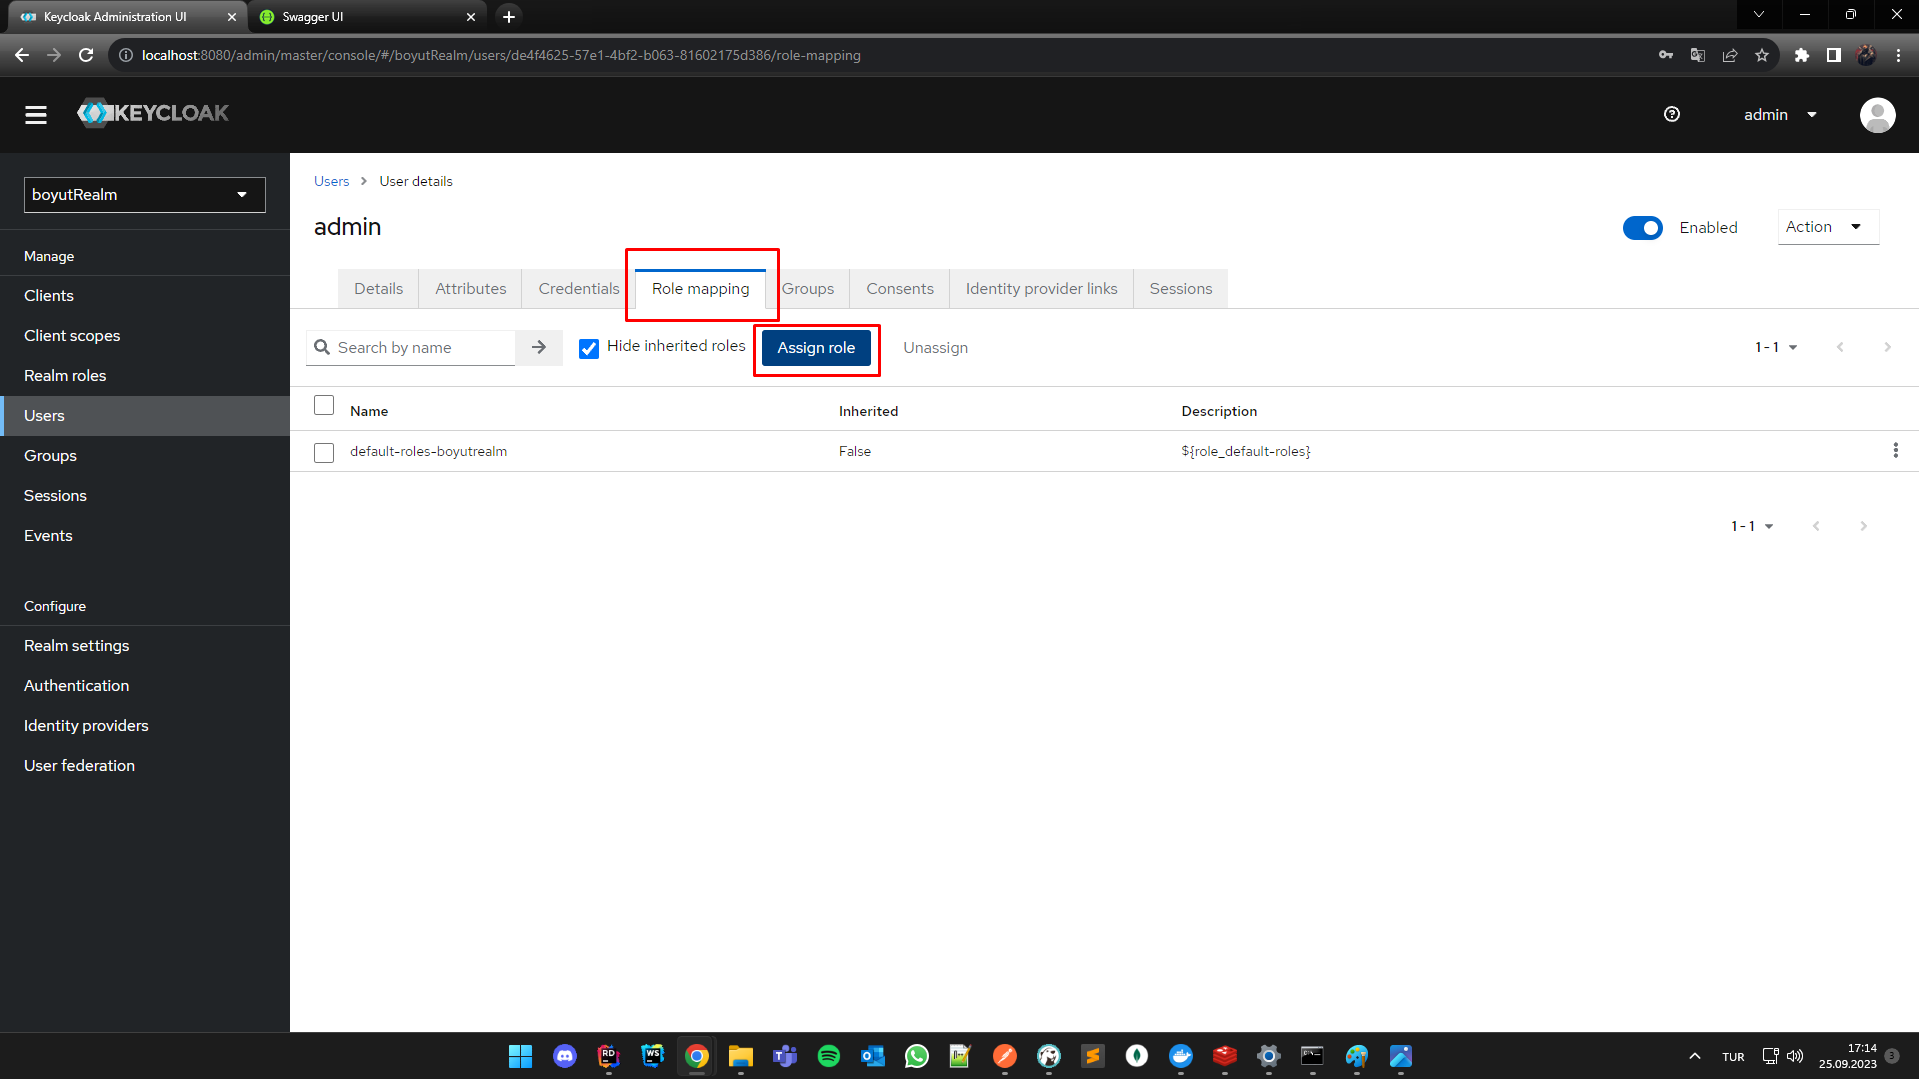 Keycloak Administration UI
Swagger UI
localhost:8080/admin/master/console/#/boyutRealm/users/de4f4625-57e1-4bf2-b063-81602175d386/role-mapping
KEYCLOAK
admin
boyutRealm
Manage
Clients
Client scopes
Realm roles
Users
Groups
Sessions
Events
Configure
Realm settings
Authentication
Identity providers
User federation
Users > User details
admin
Enabled
Action
Details
Attributes
Credentials
Role mapping
Groups
Consents
Identity provider links
Sessions
Search by name
Hide inherited roles
Assign role
Unassign
1 - 1
Name Inherited Description
default-roles-boyutrealm False ${role_default-roles}
1 - 1
RD
WS
TUR
17:14
25.09.2023
3